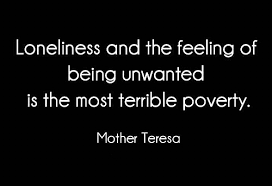 Loneliness and the feeling of
being unwanted
is the most terrible poverty.
Mother Teresa